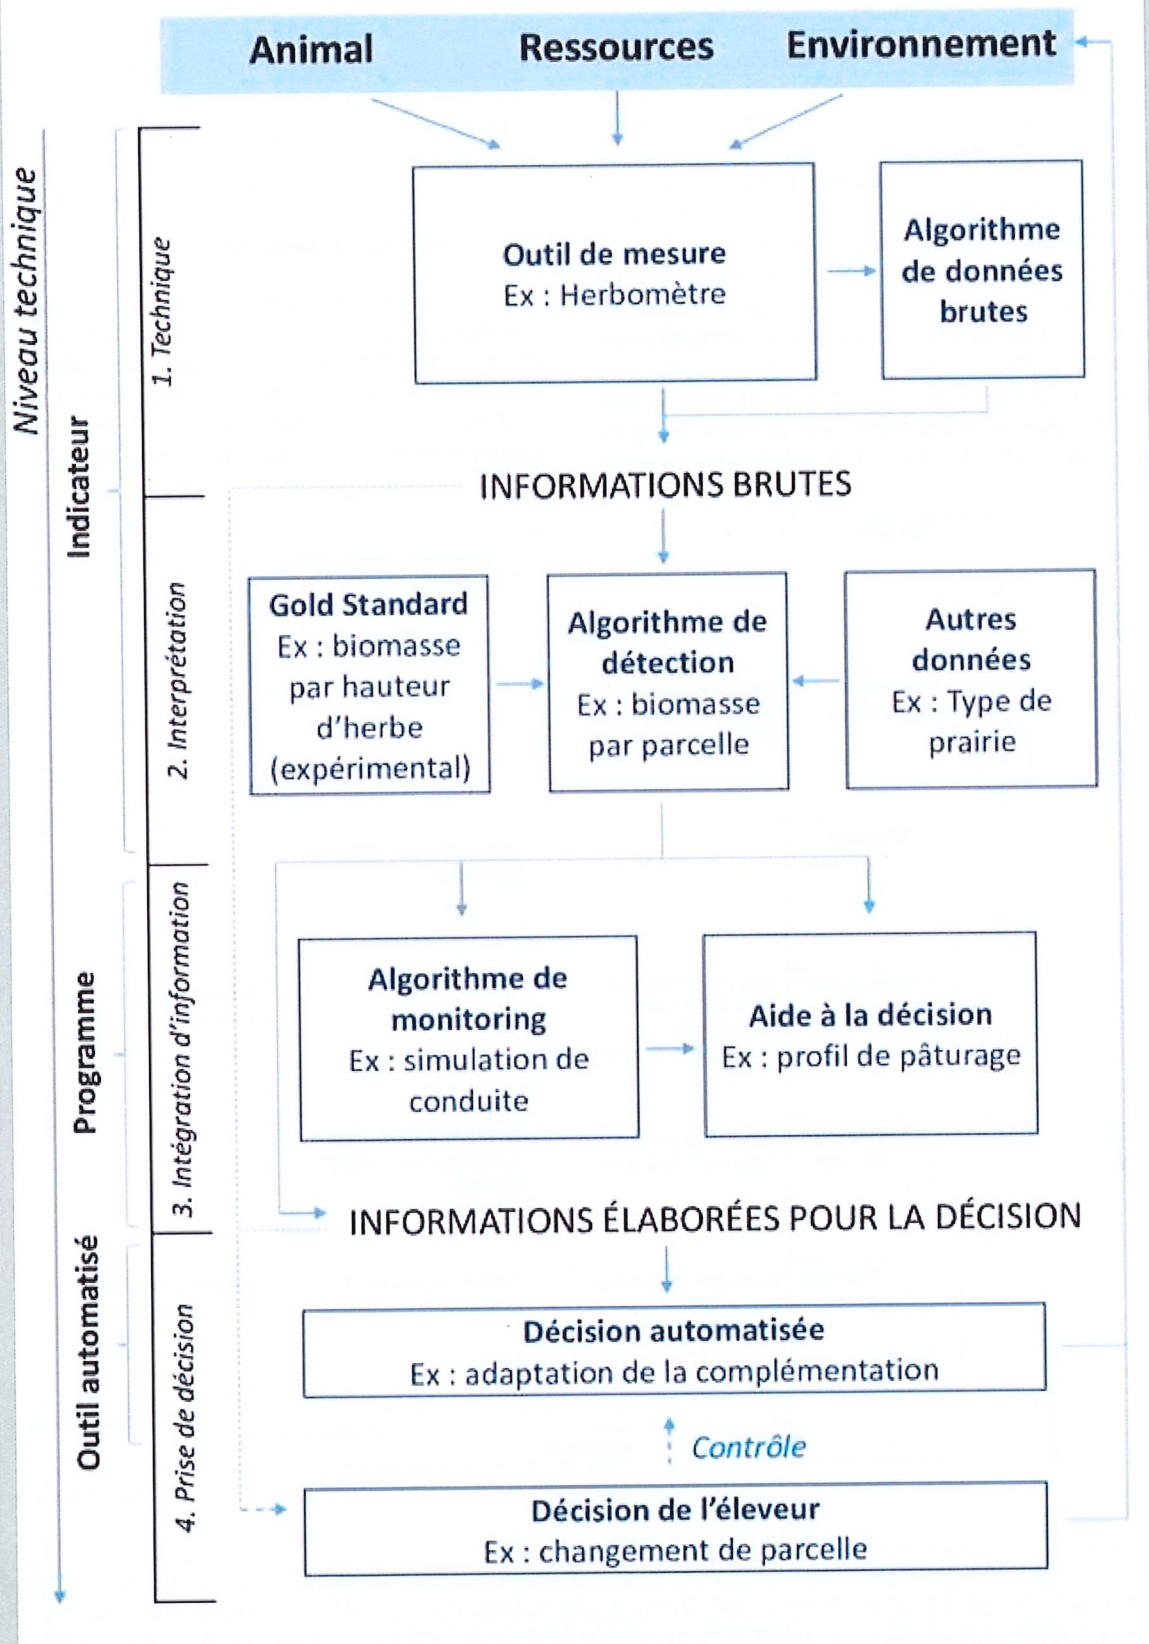 Animal Ressources Environnement
Niveau technique
Indicateur
Programme
Outil automatisé
1. Technique
Outil de mesure
Ex : Herbomètre
Algorithme
de données
brutes
INFORMATIONS BRUTES
2. Interprétation
Gold Standard
Ex : biomasse
par hauteur
d'herbe
(expérimental)
Algorithme de
détection
Ex : biomasse
par parcelle
Autres
données
Ex : Type de
prairie
3. Intégration d'information
Algorithme de
monitoring
Ex : simulation de
conduite
Aide à la décision
Ex : profil de pâturage
INFORMATIONS ÉLABORÉES POUR LA DÉCISION
4. Prise de décision
Décision automatisée
Ex : adaptation de la complémentation
Contrôle
Décision de l'éleveur
Ex : changement de parcelle